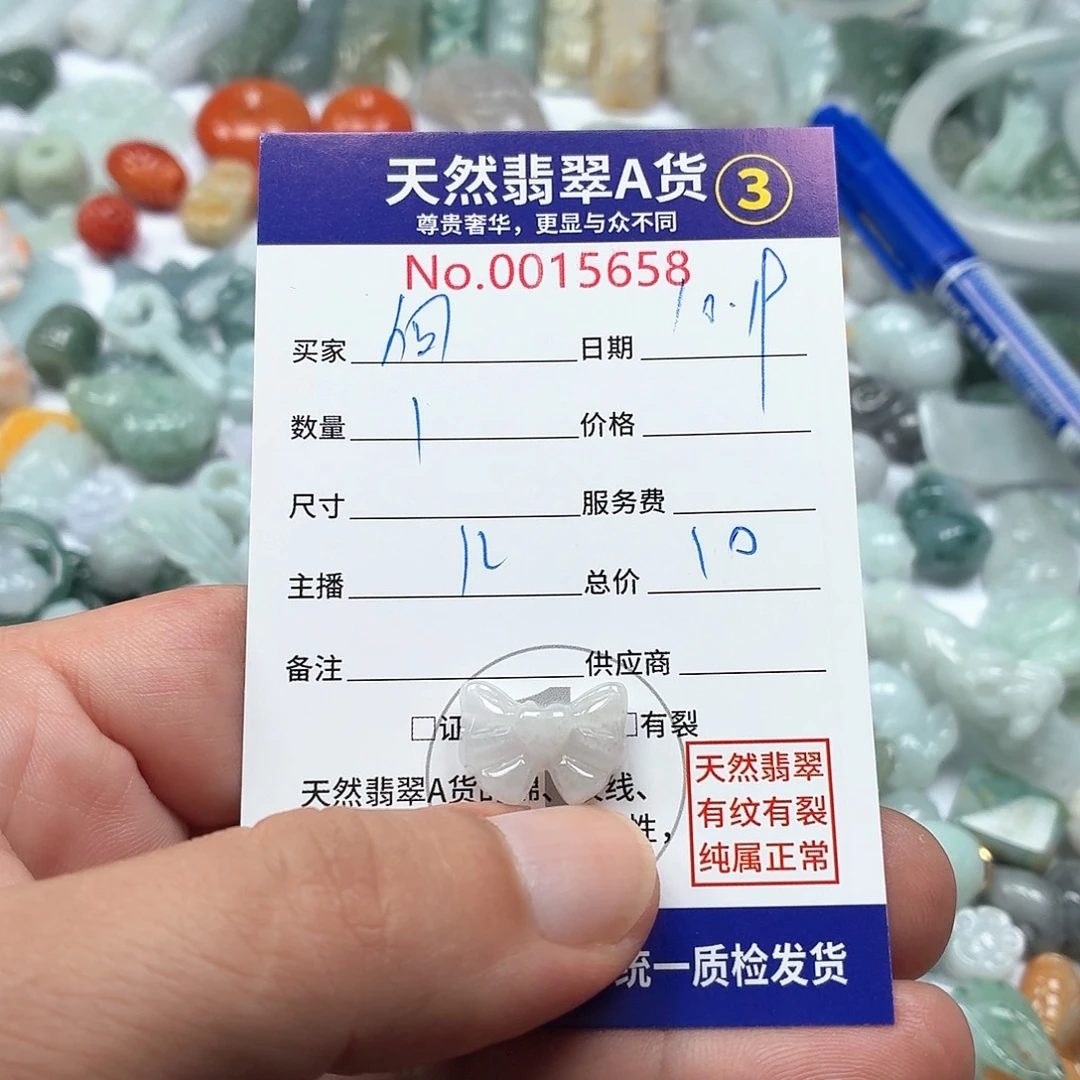 天然翡翠A货 3
尊贵奢华，更显与众不同
No.0015658
买家 日期
数量 1 价格
尺寸 服务费
主播 12 总价 10
备注 供应商
□证 □有裂
天然翡翠A货 线、
性，
天然翡翠
有纹有裂
纯属正常
统一质检发货